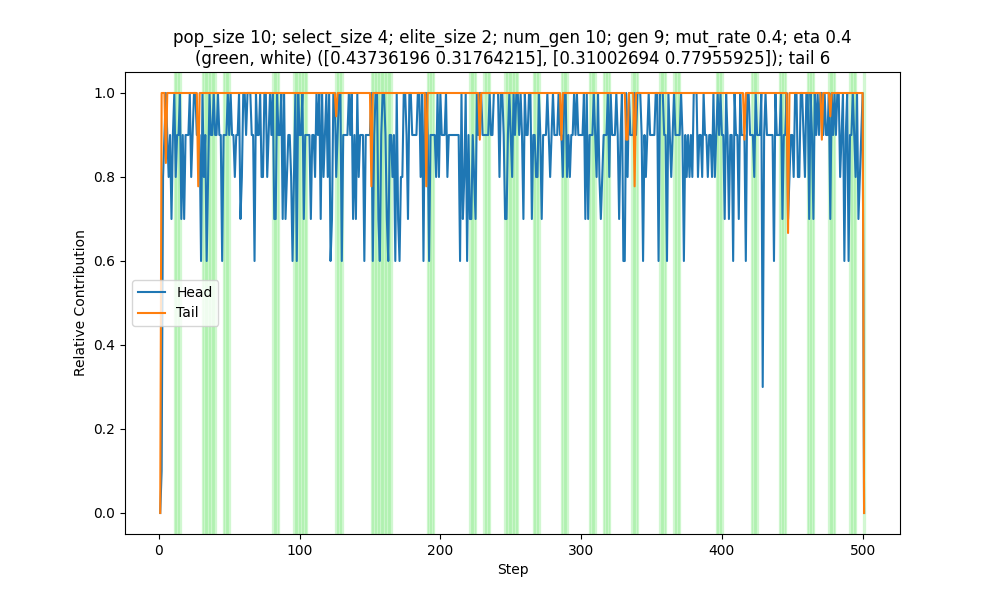 pop_size 10; select_size 4; elite_size 2; num_gen 10; gen 9; mut_rate 0.4; eta 0.4
(green, white) ([0.43736196 0.31764215], [0.31002694 0.77955925]); tail 6
1.0
0.8
0.6
0.4
0.2
0.0
Relative Contribution
Head
Tail
0
100
200
300
400
500
Step